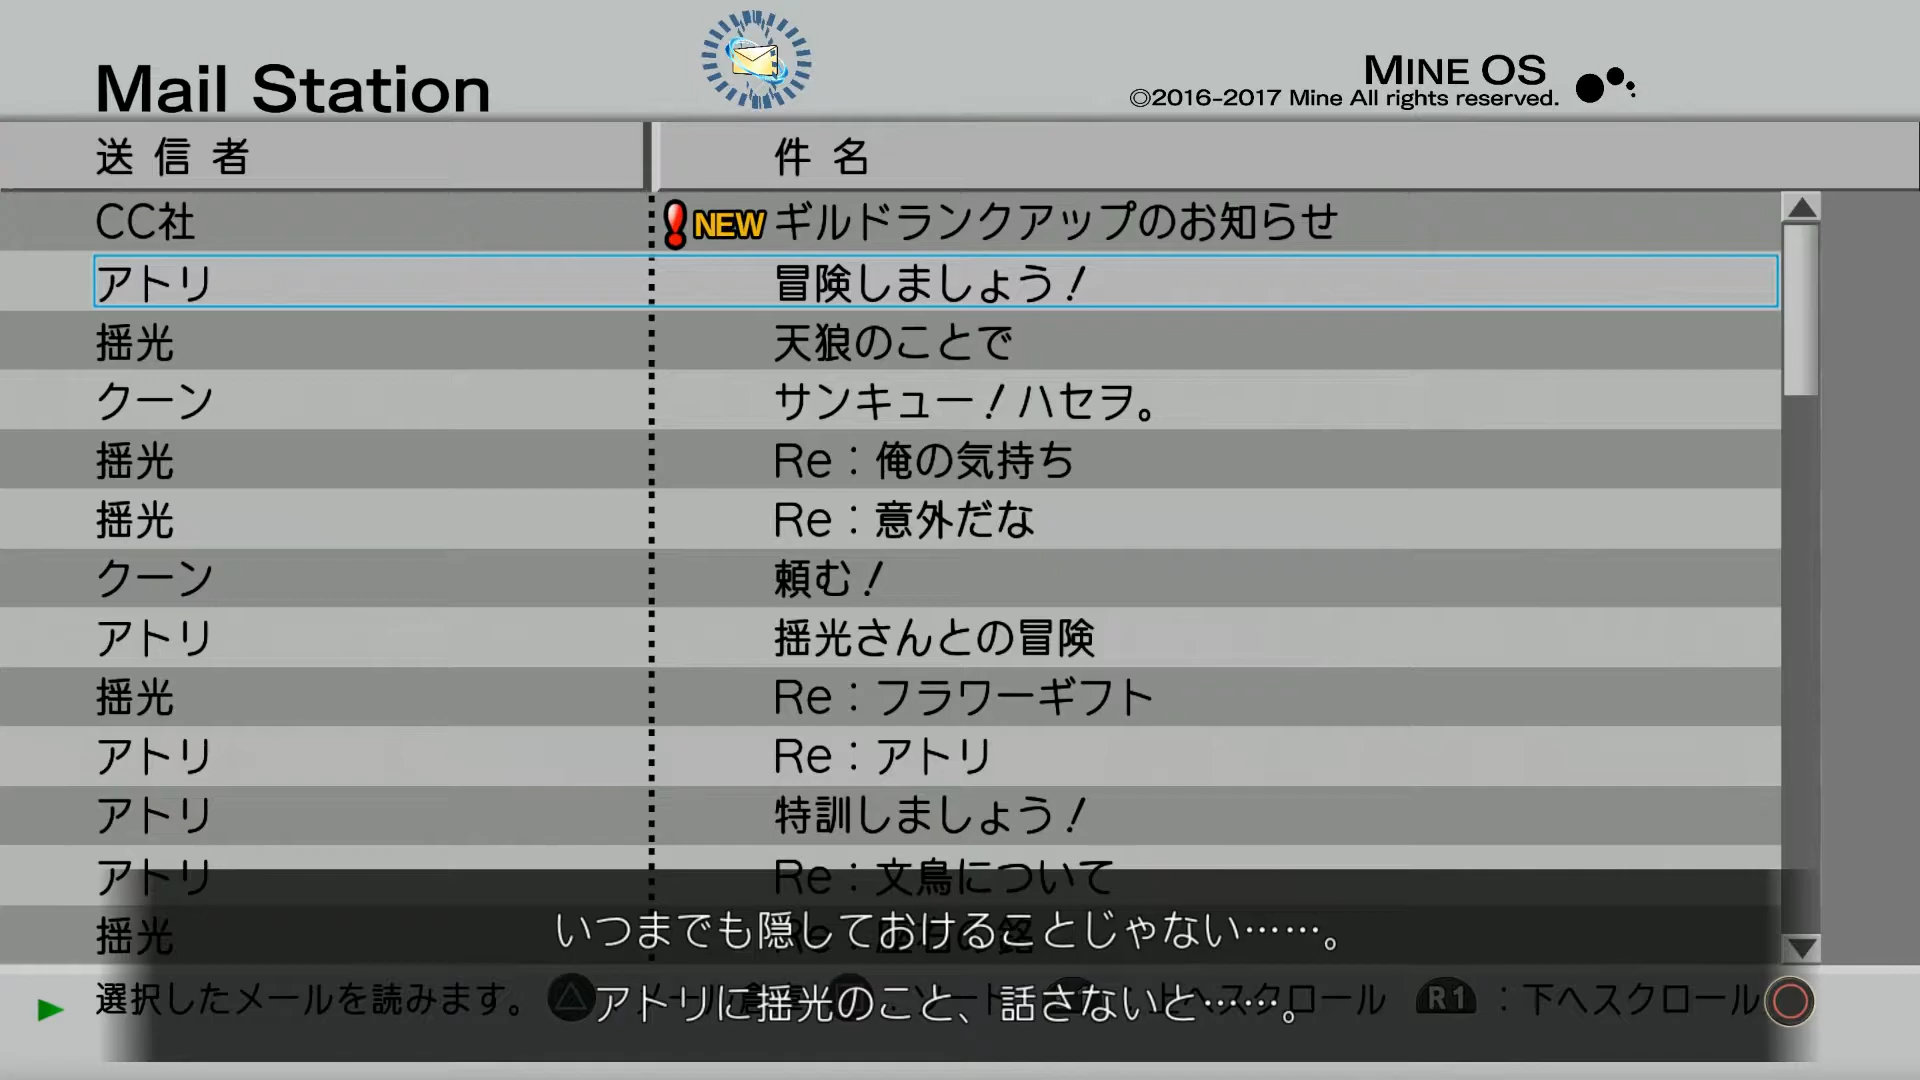 Mail Station
MINE OS
©2016-2017 Mine All rights reserved.
送信者 件名
CC社 NEW ギルドランクアップのお知らせ
アトリ 冒険しましょう！
揺光 天狼のことで
クーン サンキュー！ハセヲ。
揺光 Re：俺の気持ち
揺光 Re：意外だな
クーン 頼む！
アトリ 揺光さんとの冒険
揺光 Re：フラワーギフト
アトリ Re：アトリ
アトリ 特訓しましょう！
アトリ Re：文鳥について
揺光
いつまでも隠しておけることじゃない……。
アトリに揺光のこと、話さないと……。
選択したメールを読みます。 R1：下へスクロール